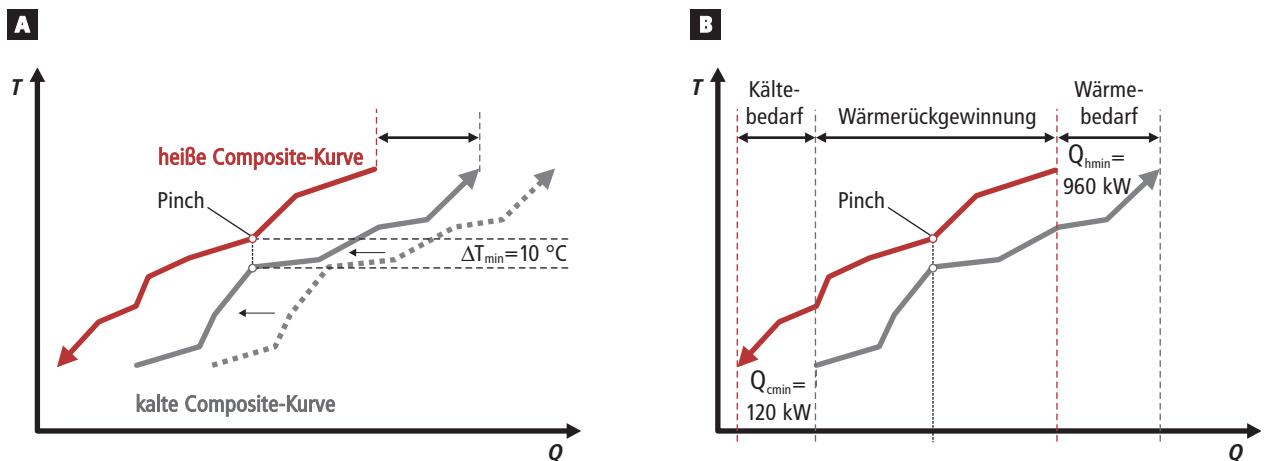 A
T
heiße Composite-Kurve
Pinch
ΔTmin=10 °C
kalte Composite-Kurve
Q
B
T
Kälte-
bedarf
Wärmerückgewinnung
Wärme-
bedarf
Qhmin=
960 kW
Pinch
Qcmin=
120 kW
Q